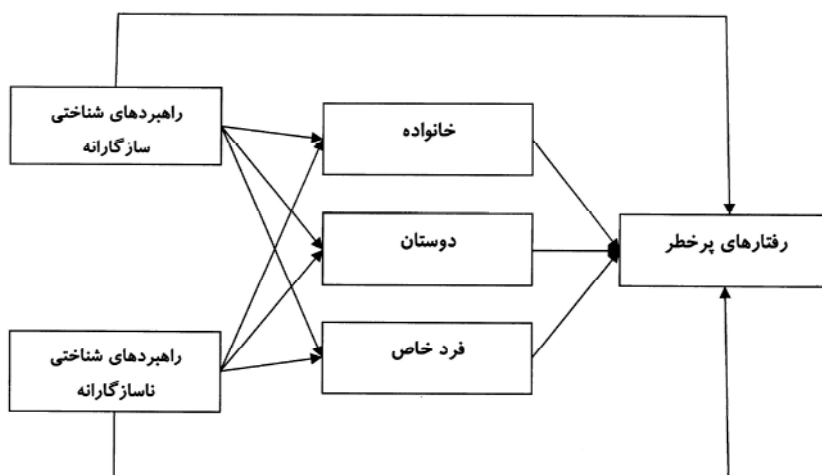 راهبردهای شناختی
سازگارانه
خانواده
دوستان
رفتارهای پرخطر
فرد خاص
راهبردهای شناختی
ناسازگارانه